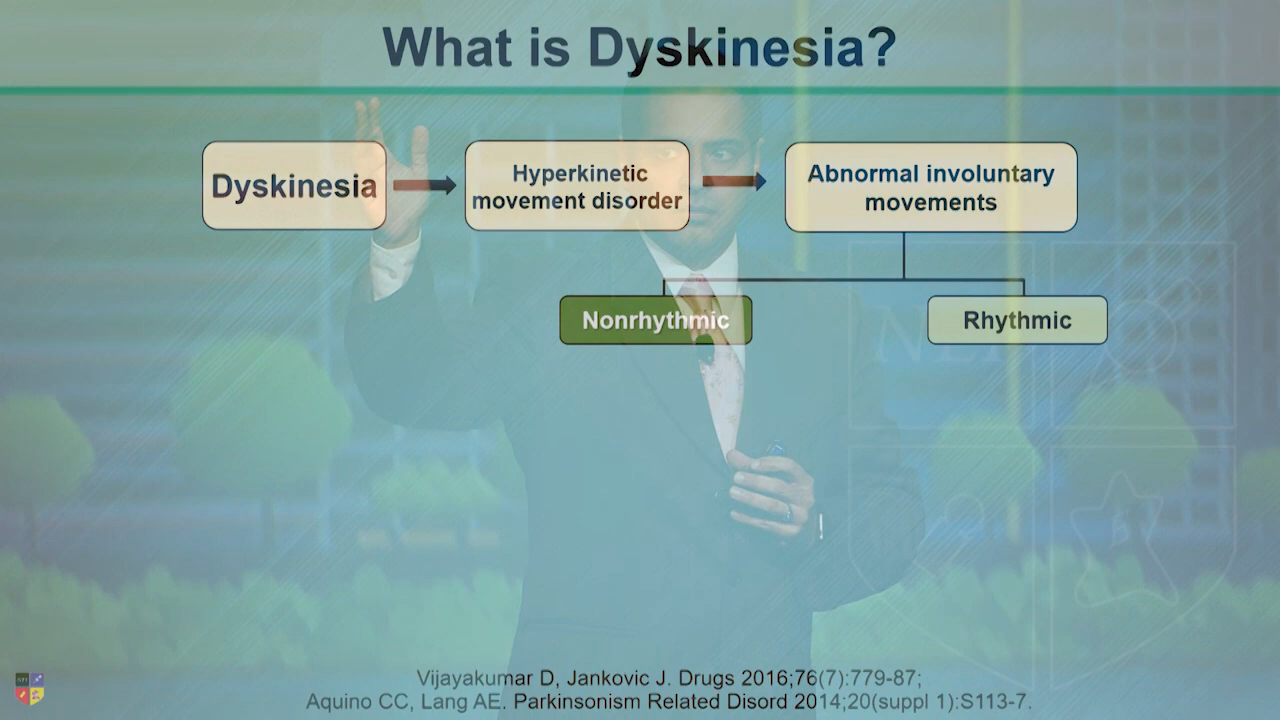 What is Dyskinesia?
Dyskinesia
Hyperkinetic
movement disorder
Abnormal involuntary
movements
Nonrhythmic
Rhythmic
Vijayakumar D, Jankovic J. Drugs 2016;76(7):779-87;
Aquino CC, Lang AE. Parkinsonism Related Disord 2014;20(suppl 1):S113-7.